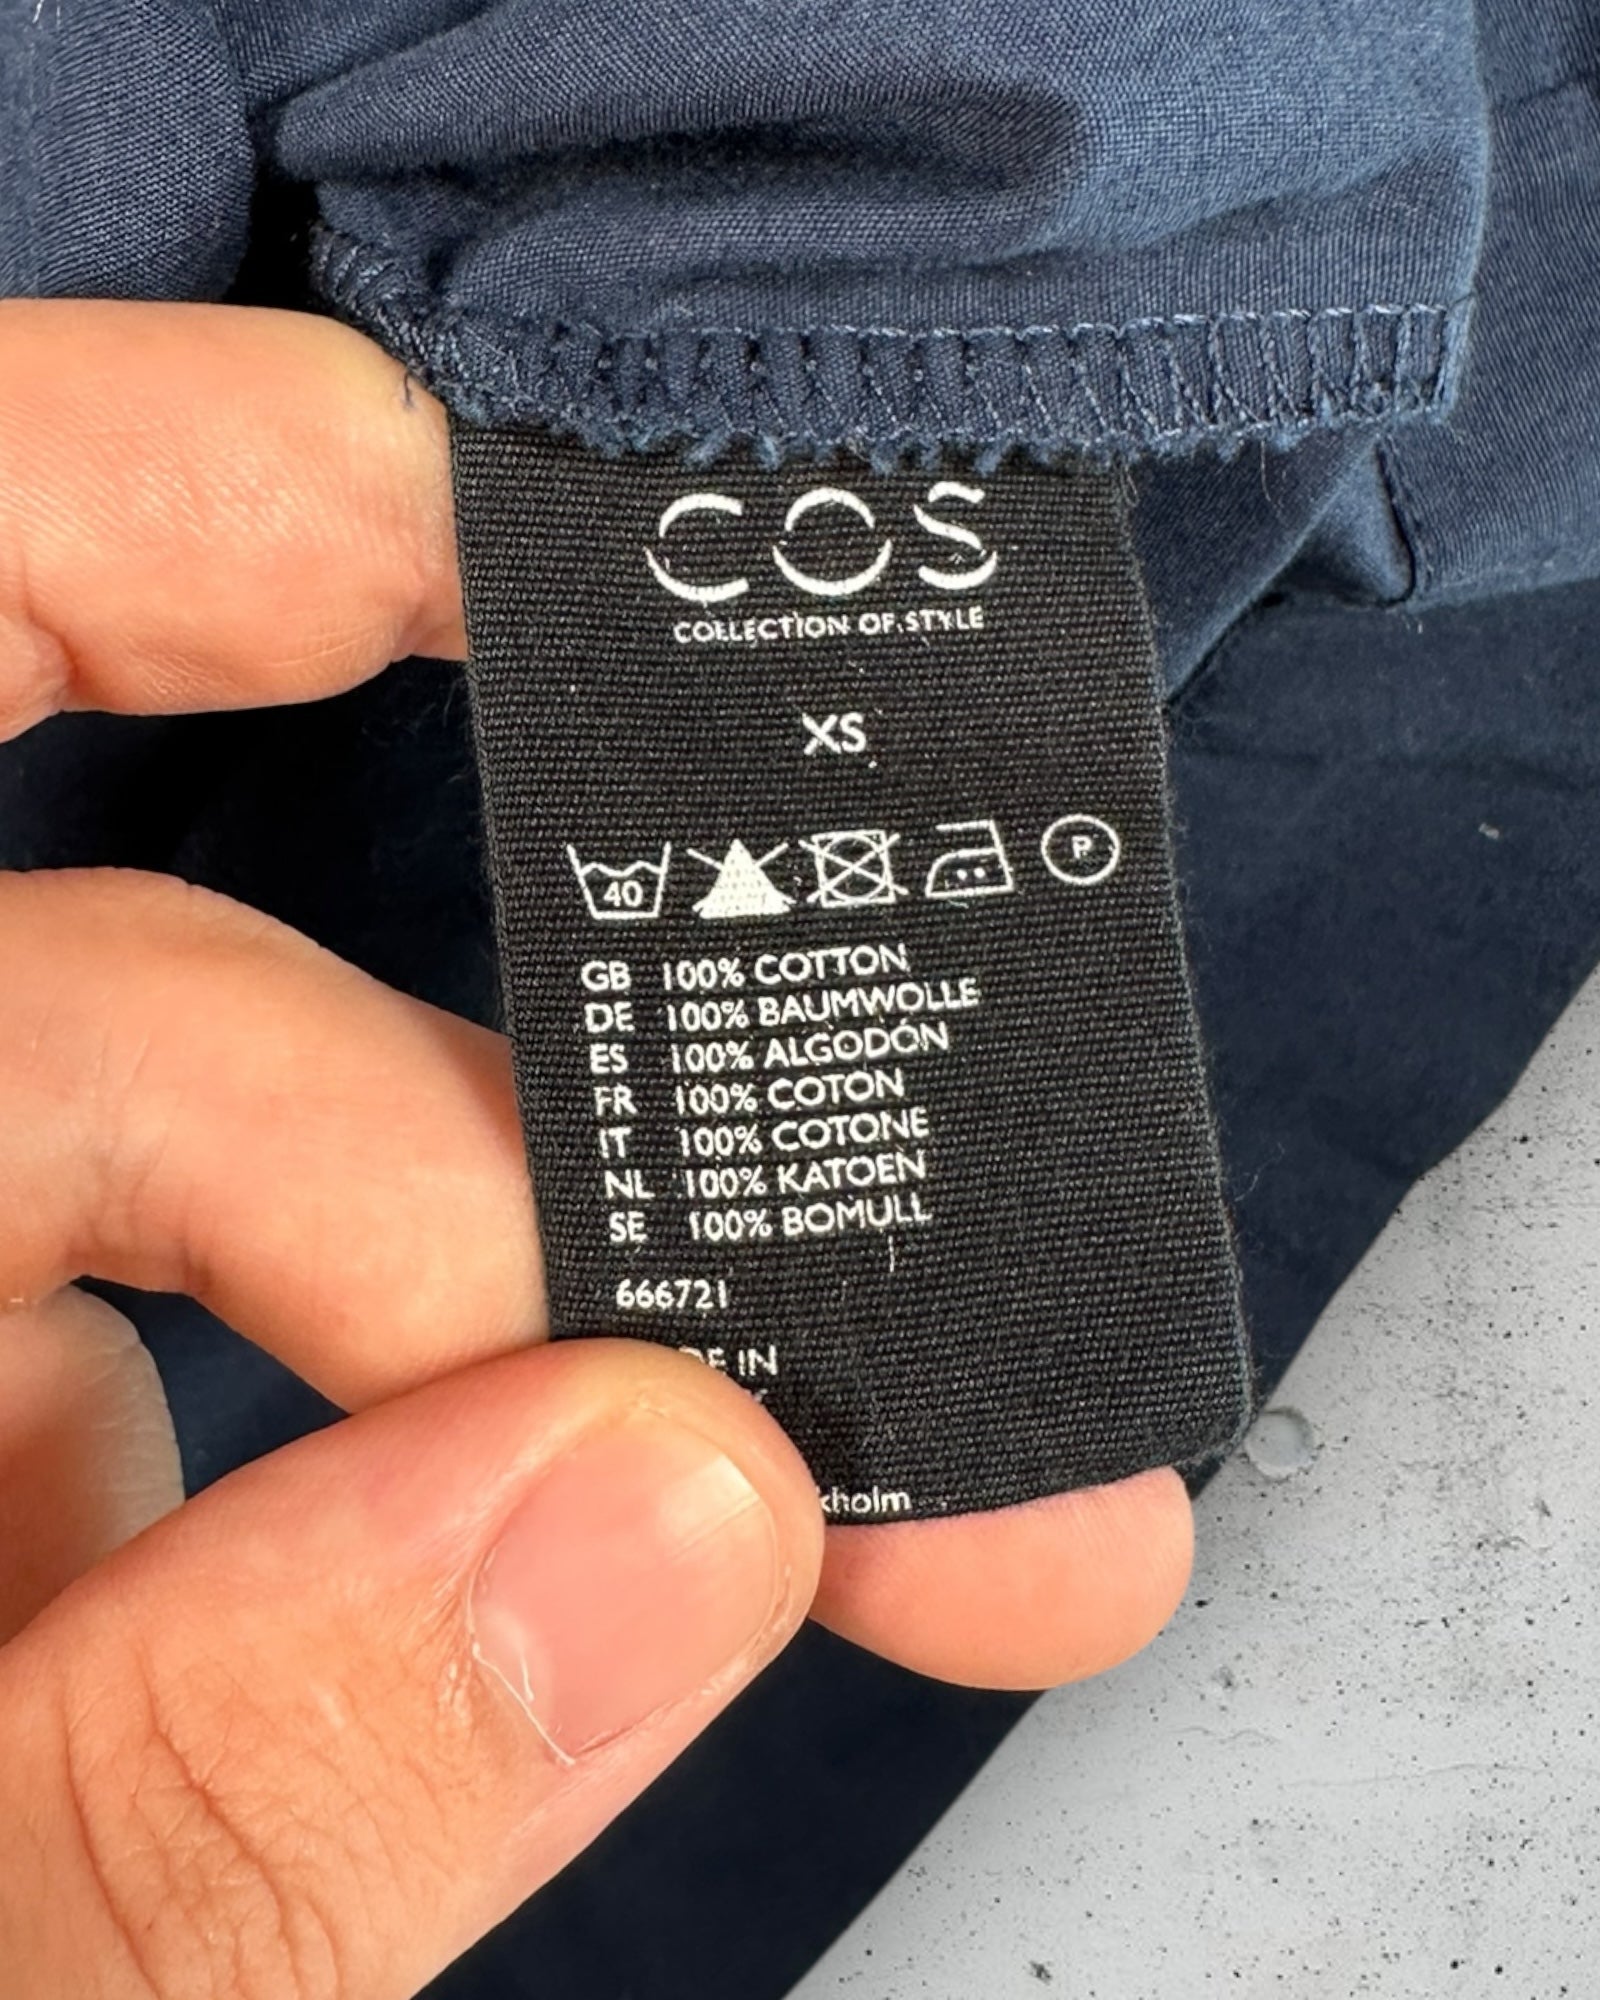 COS
COLLECTION OF STYLE
XS
40 P
GB 100% COTTON
DE 100% BAUMWOLLE
ES 100% ALGODÓN
FR 100% COTON
IT 100% COTONE
NL 100% KATOEN
SE 100% BOMULL
666721
IN